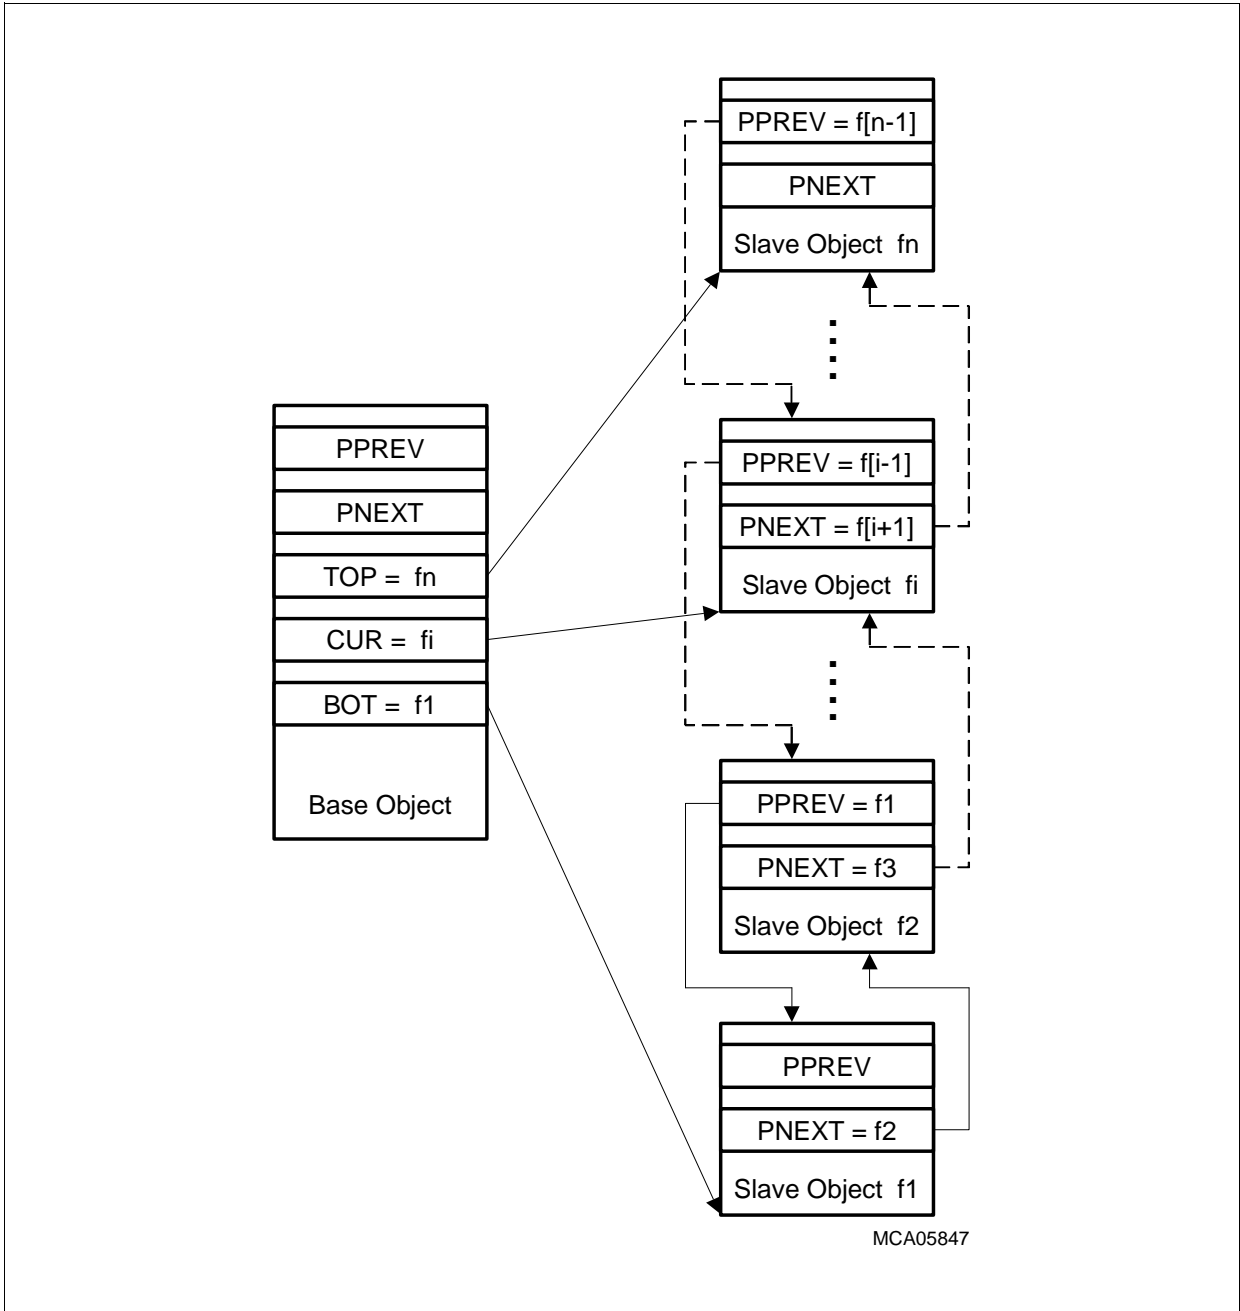 PPREV = f[n-1]
PNEXT
Slave Object fn
PPREV
PNEXT
TOP = fn
CUR = fi
BOT = f1
Base Object
PPREV = f[i-1]
PNEXT = f[i+1]
Slave Object fi
PPREV = f1
PNEXT = f3
Slave Object f2
PPREV
PNEXT = f2
Slave Object f1
MCA05847